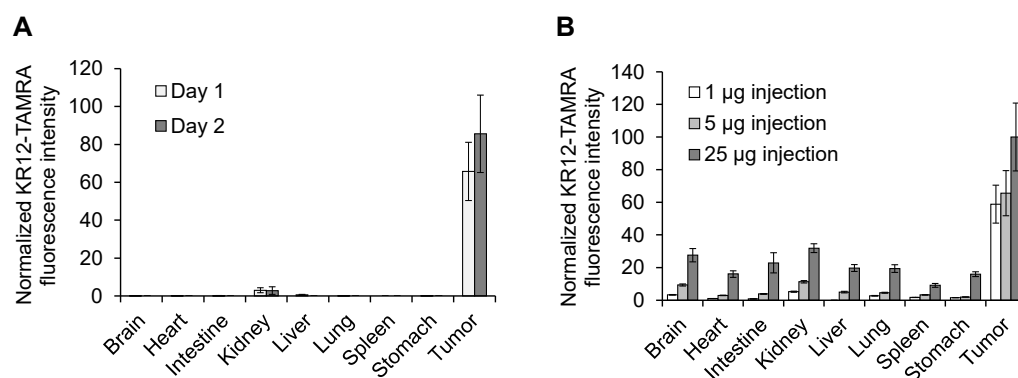 A
Normalized KR12-TAMRA
fluorescence intensity
120
100
80
60
40
20
0
Day 1
Day 2
Brain
Heart
Intestine
Kidney
Liver
Lung
Spleen
Stomach
Tumor
B
Normalized KR12-TAMRA
fluorescence intensity
140
120
100
80
60
40
20
0
1 µg injection
5 µg injection
25 µg injection
Brain
Heart
Intestine
Kidney
Liver
Lung
Spleen
Stomach
Tumor